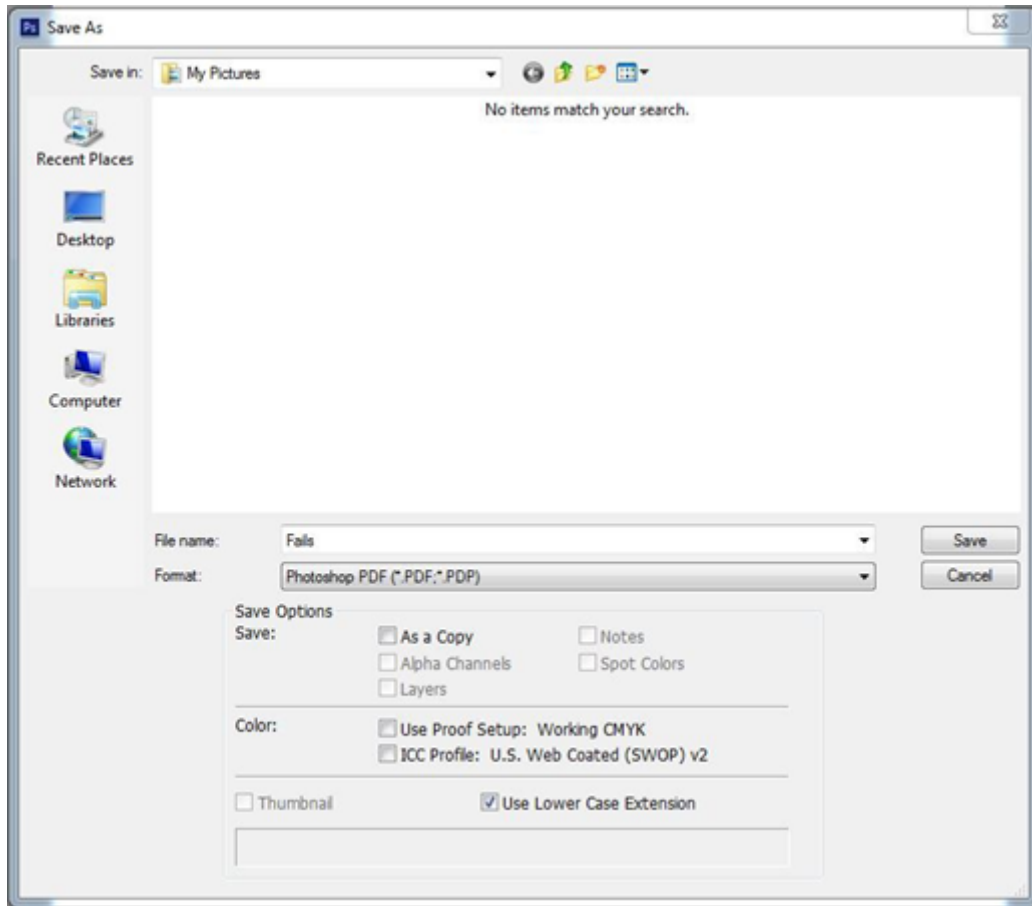 Ps Save As
Save in: My Pictures
No items match your search.
Recent Places
Desktop
Libraries
Computer
Network
File name: Fails Save
Format: Photoshop PDF (*.PDF;*.PDP) Cancel
Save Options
Save: As a Copy Notes
Alpha Channels Spot Colors
Layers
Color: Use Proof Setup: Working CMYK
ICC Profile: U.S. Web Coated (SWOP) v2
Thumbnail Use Lower Case Extension